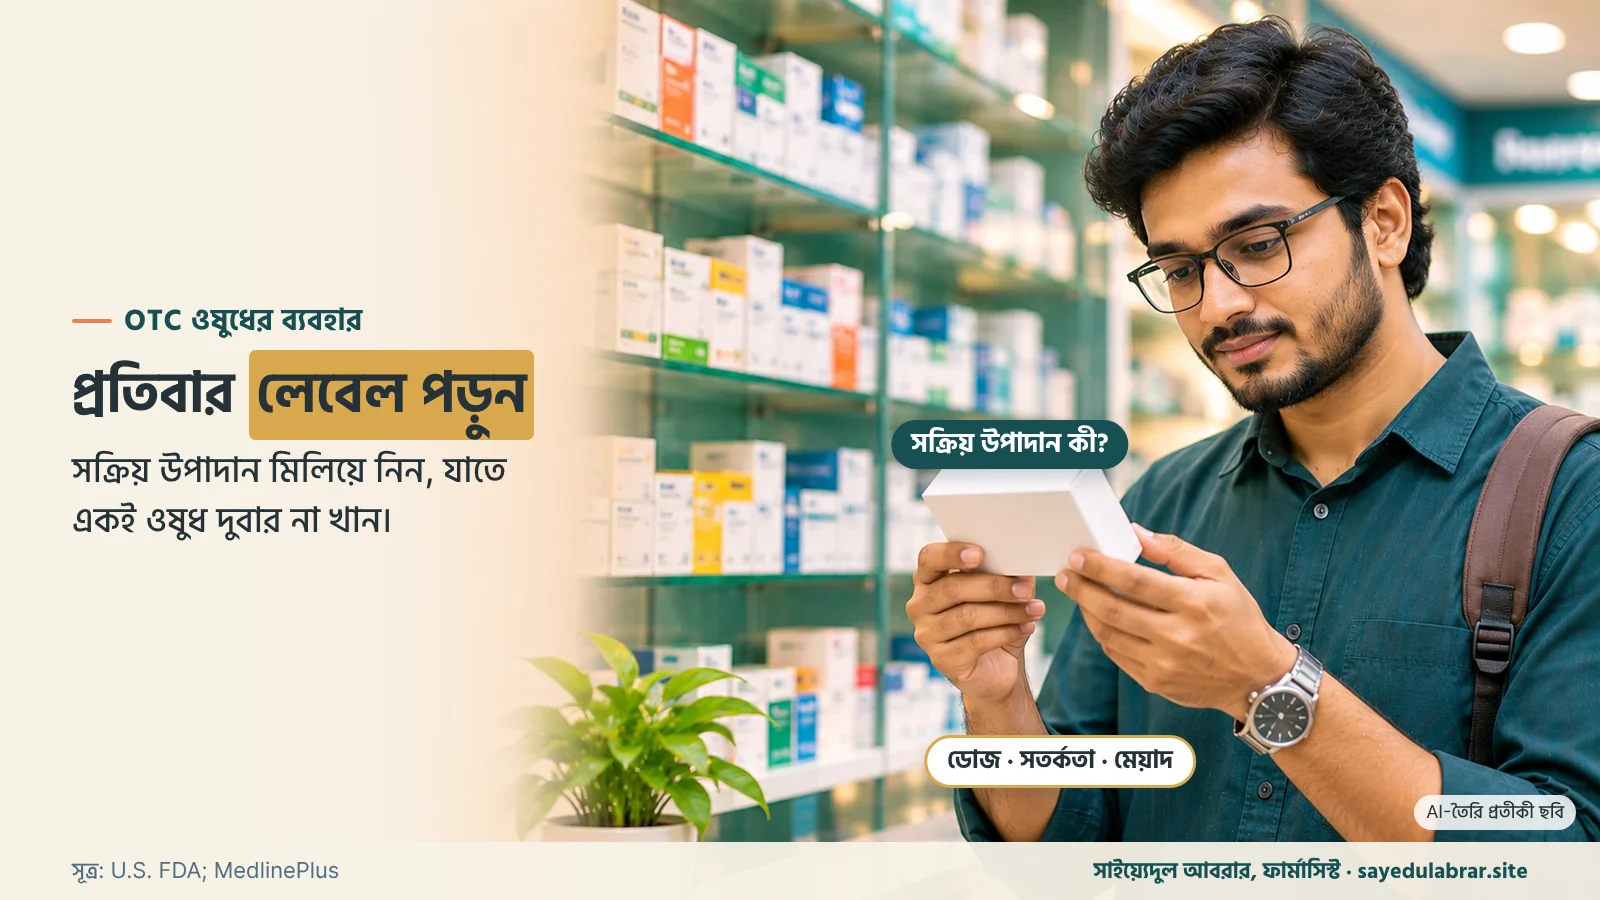 OTC ওষুধের ব্যবহার
প্রতিবার লেবেল পড়ুন
সক্রিয় উপাদান মিলিয়ে নিন, যাতে
একই ওষুধ দুবার না খান।
সক্রিয় উপাদান কী?
ডোজ · সতর্কতা · মেয়াদ
AI-তৈরি প্রতীকী ছবি
সূত্র: U.S. FDA; MedlinePlus
সাইয়্যেদুল আবরার, ফার্মাসিস্ট · sayedulabrar.site